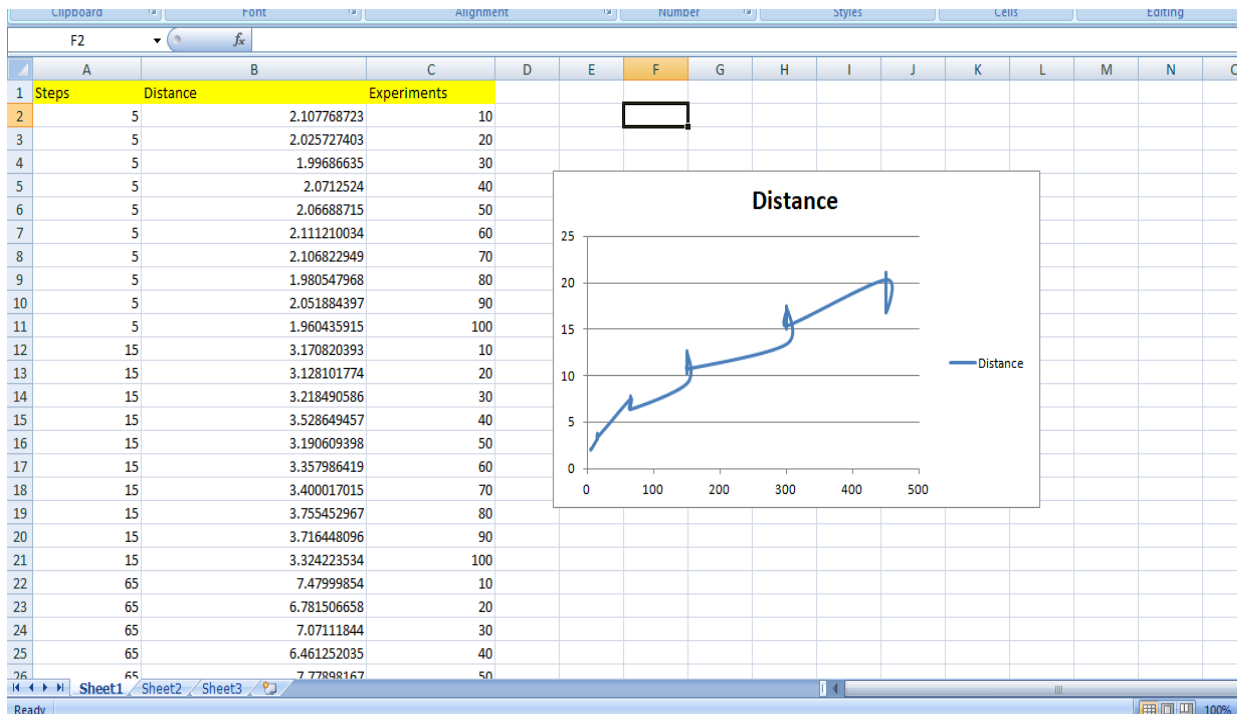 Clipboard Font Alignment Number Styles Cells Editing
F2 fx
A B C D E F G H I J K L M N
1 Steps Distance Experiments
2 5 2.107768723 10
3 5 2.025727403 20
4 5 1.99686635 30
5 5 2.0712524 40
6 5 2.06688715 50
7 5 2.111210034 60
8 5 2.106822949 70
9 5 1.980547968 80
10 5 2.051884397 90
11 5 1.960435915 100
12 15 3.170820393 10
13 15 3.128101774 20
14 15 3.218490586 30
15 15 3.528649457 40
16 15 3.190609398 50
17 15 3.357986419 60
18 15 3.400017015 70
19 15 3.755452967 80
20 15 3.716448096 90
21 15 3.324223534 100
22 65 7.47999854 10
23 65 6.781506658 20
24 65 7.07111844 30
25 65 6.461252035 40
26 65 7.77898167 50
Distance
25
20
15
10
5
0
0 100 200 300 400 500
Distance
Sheet1 Sheet2 Sheet3
Ready 100%